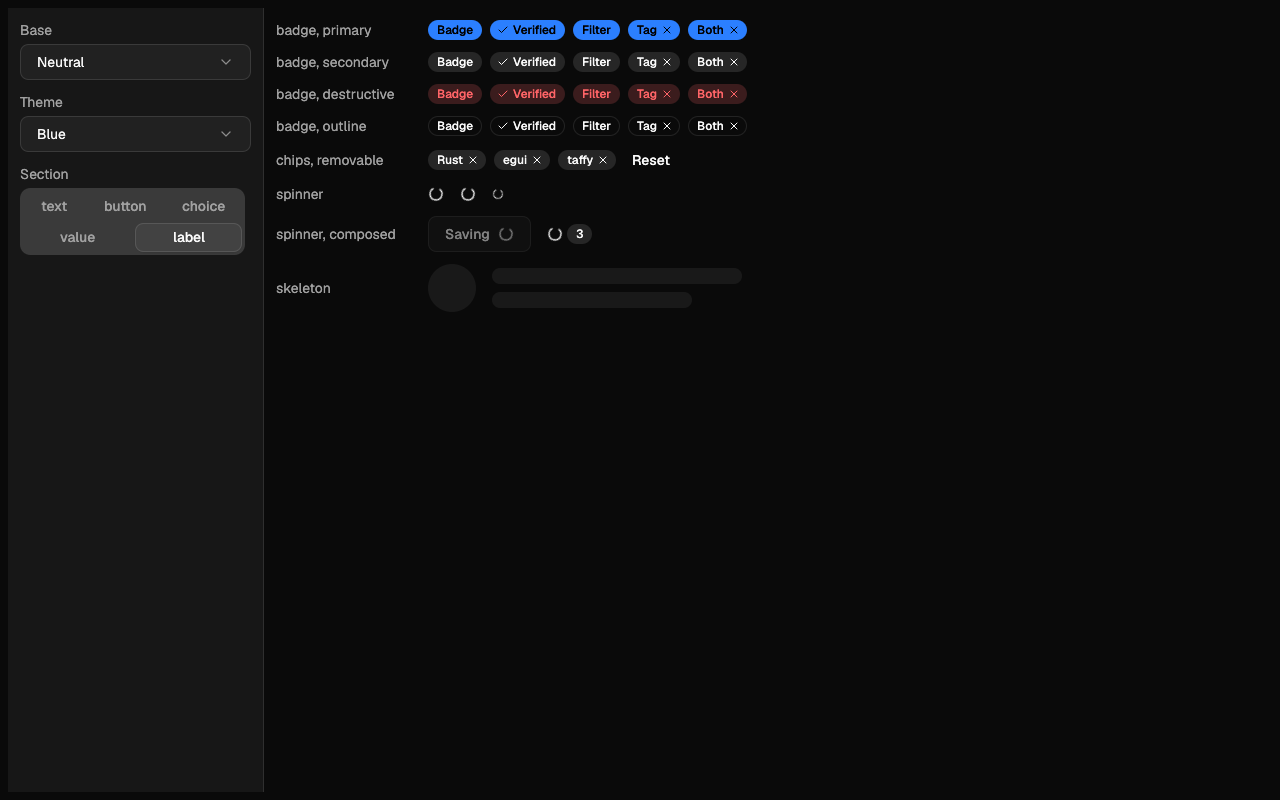 Base
Neutral
Theme
Blue
Section
text button choice
value label
badge, primary Badge Verified Filter Tag Both
badge, secondary Badge Verified Filter Tag Both
badge, destructive Badge Verified Filter Tag Both
badge, outline Badge Verified Filter Tag Both
chips, removable Rust egui taffy Reset
spinner
spinner, composed Saving 3
skeleton